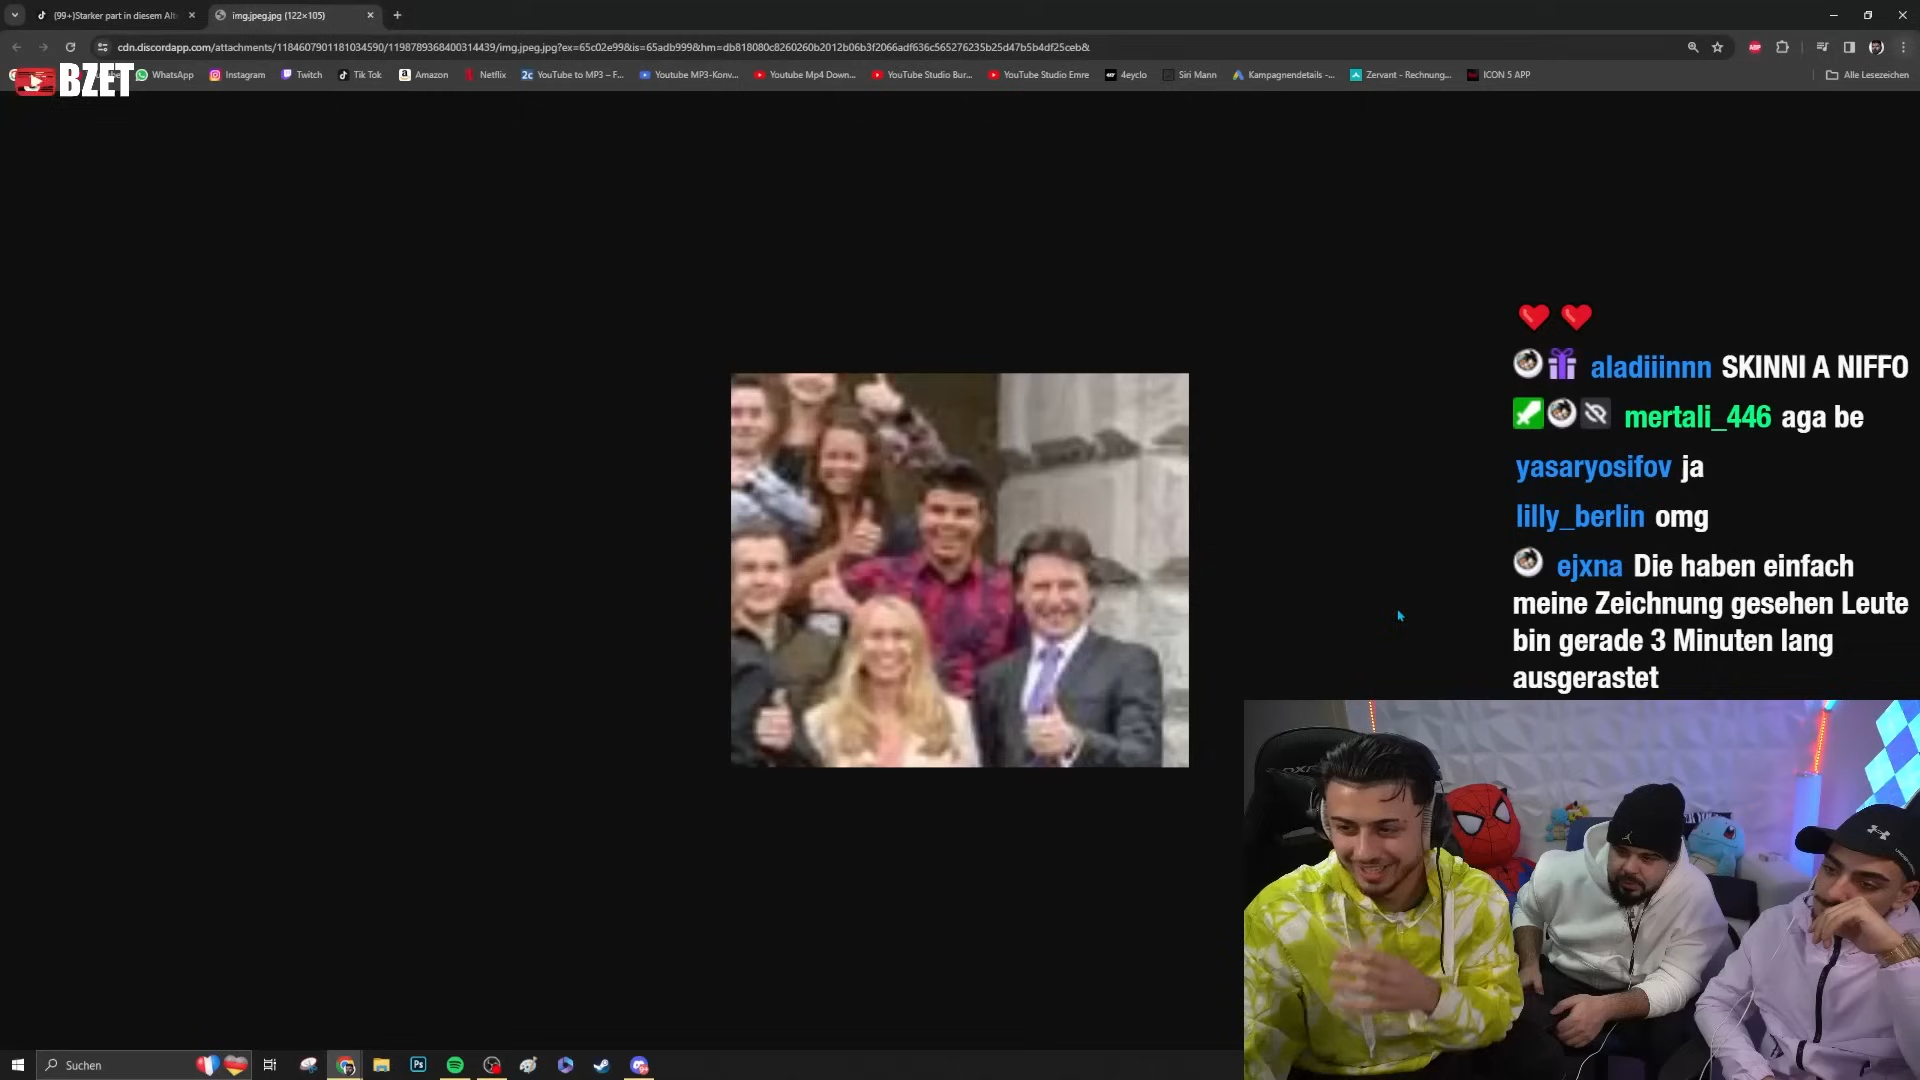 (99+)Starker part in diesem Alt
img.jpeg.jpg (122×105)
cdn.discordapp.com/attachments/1184607901181034590/1198789368400314439/img.jpeg.jpg?ex=65c02e99&is=65adb999&hm=db818080c8260260b2012b06b3f2066adf636c565276235b25d47b5b4df25ceb&
ABP
WhatsApp Instagram Twitch Tik Tok Amazon Netflix YouTube to MP3 – F... Youtube MP3-Konv... Youtube Mp4 Down... YouTube Studio Bur... YouTube Studio Emre 4eyclo Siri Mann Kampagnendetails -... Zervant - Rechnung... ICON 5 APP Alle Lesezeichen
BZET
aladiiinnn SKINNI A NIFFO
mertali_446 aga be
yasaryosifov ja
lilly_berlin omg
ejxna Die haben einfach
meine Zeichnung gesehen Leute
bin gerade 3 Minuten lang
ausgerastet
Suchen
Ps